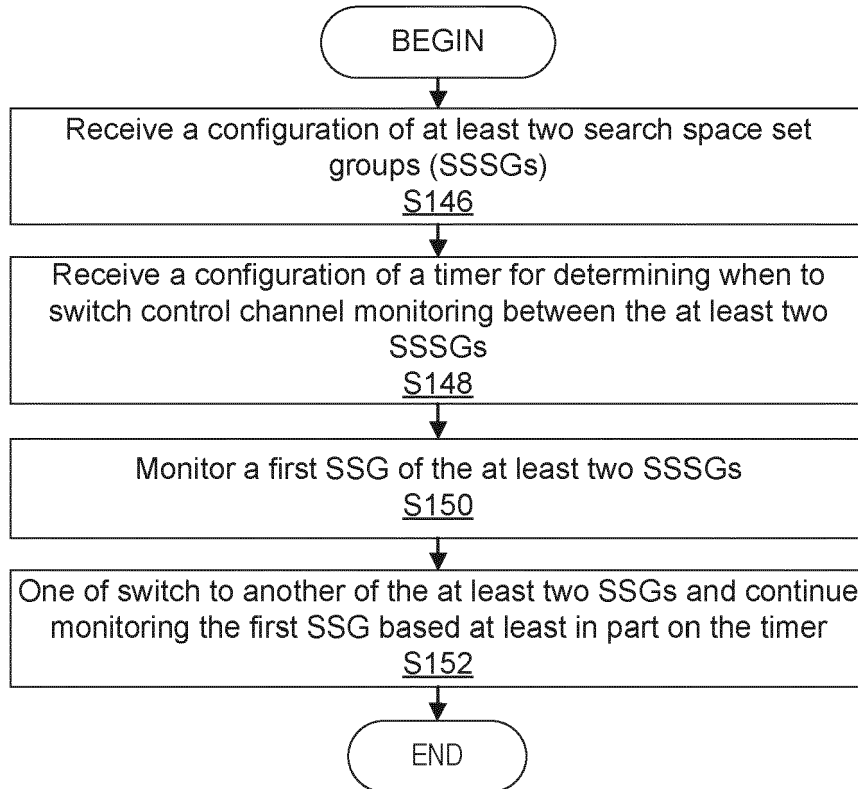 BEGIN
Receive a configuration of at least two search space set
groups (SSSGs)
S146
Receive a configuration of a timer for determining when to
switch control channel monitoring between the at least two
SSSGs
S148
Monitor a first SSG of the at least two SSSGs
S150
One of switch to another of the at least two SSGs and continue
monitoring the first SSG based at least in part on the timer
S152
END